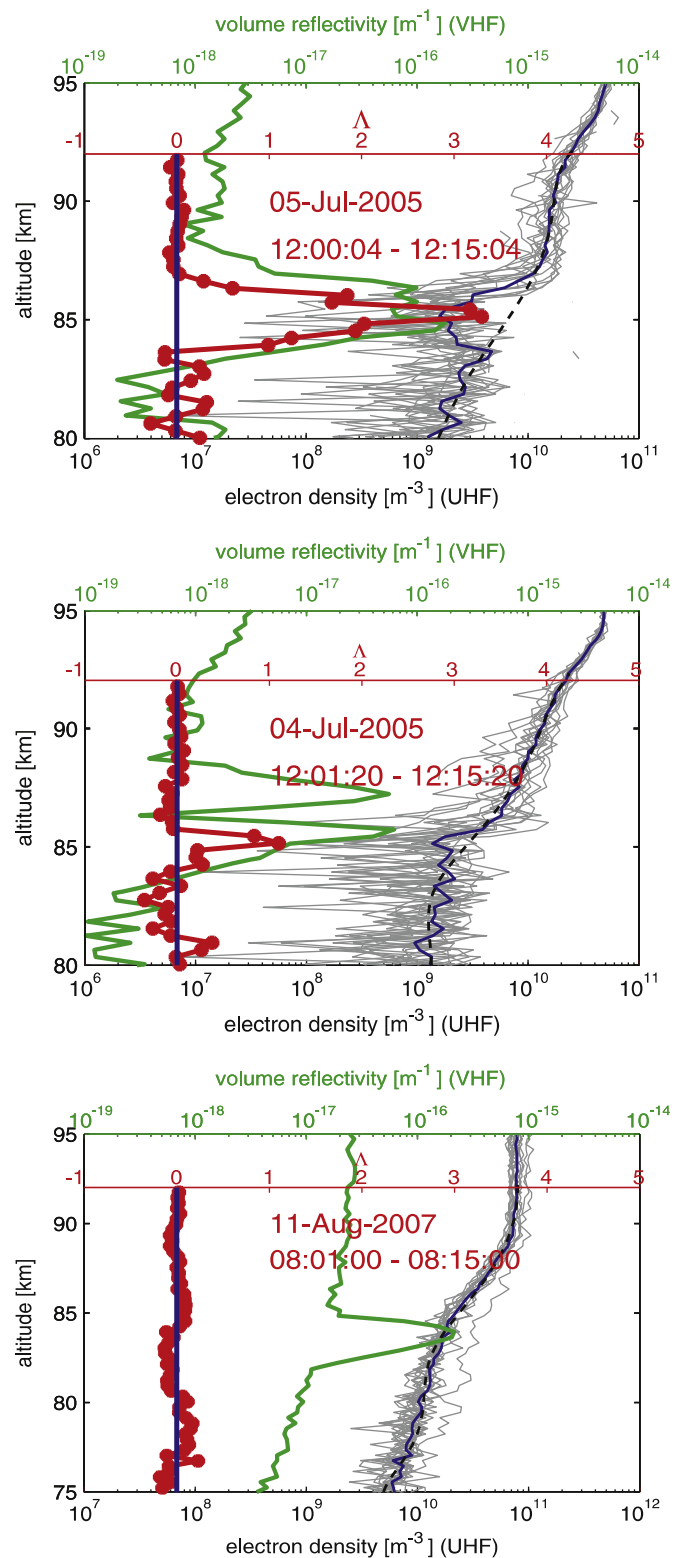 volume reflectivity [m⁻¹] (VHF)
10⁻¹⁹ 10⁻¹⁸ 10⁻¹⁷ 10⁻¹⁶ 10⁻¹⁵ 10⁻¹⁴
95
Λ
-1 0 1 2 3 4 5
90
05-Jul-2005
12:00:04 - 12:15:04
altitude [km]
85
80
10⁶ 10⁷ 10⁸ 10⁹ 10¹⁰ 10¹¹
electron density [m⁻³] (UHF)
volume reflectivity [m⁻¹] (VHF)
10⁻¹⁹ 10⁻¹⁸ 10⁻¹⁷ 10⁻¹⁶ 10⁻¹⁵ 10⁻¹⁴
95
Λ
-1 0 1 2 3 4 5
90
04-Jul-2005
12:01:20 - 12:15:20
altitude [km]
85
80
10⁶ 10⁷ 10⁸ 10⁹ 10¹⁰ 10¹¹
electron density [m⁻³] (UHF)
volume reflectivity [m⁻¹] (VHF)
10⁻¹⁹ 10⁻¹⁸ 10⁻¹⁷ 10⁻¹⁶ 10⁻¹⁵ 10⁻¹⁴
95
Λ
-1 0 1 2 3 4 5
90
11-Aug-2007
08:01:00 - 08:15:00
altitude [km]
85
80
75
10⁷ 10⁸ 10⁹ 10¹⁰ 10¹¹ 10¹²
electron density [m⁻³] (UHF)